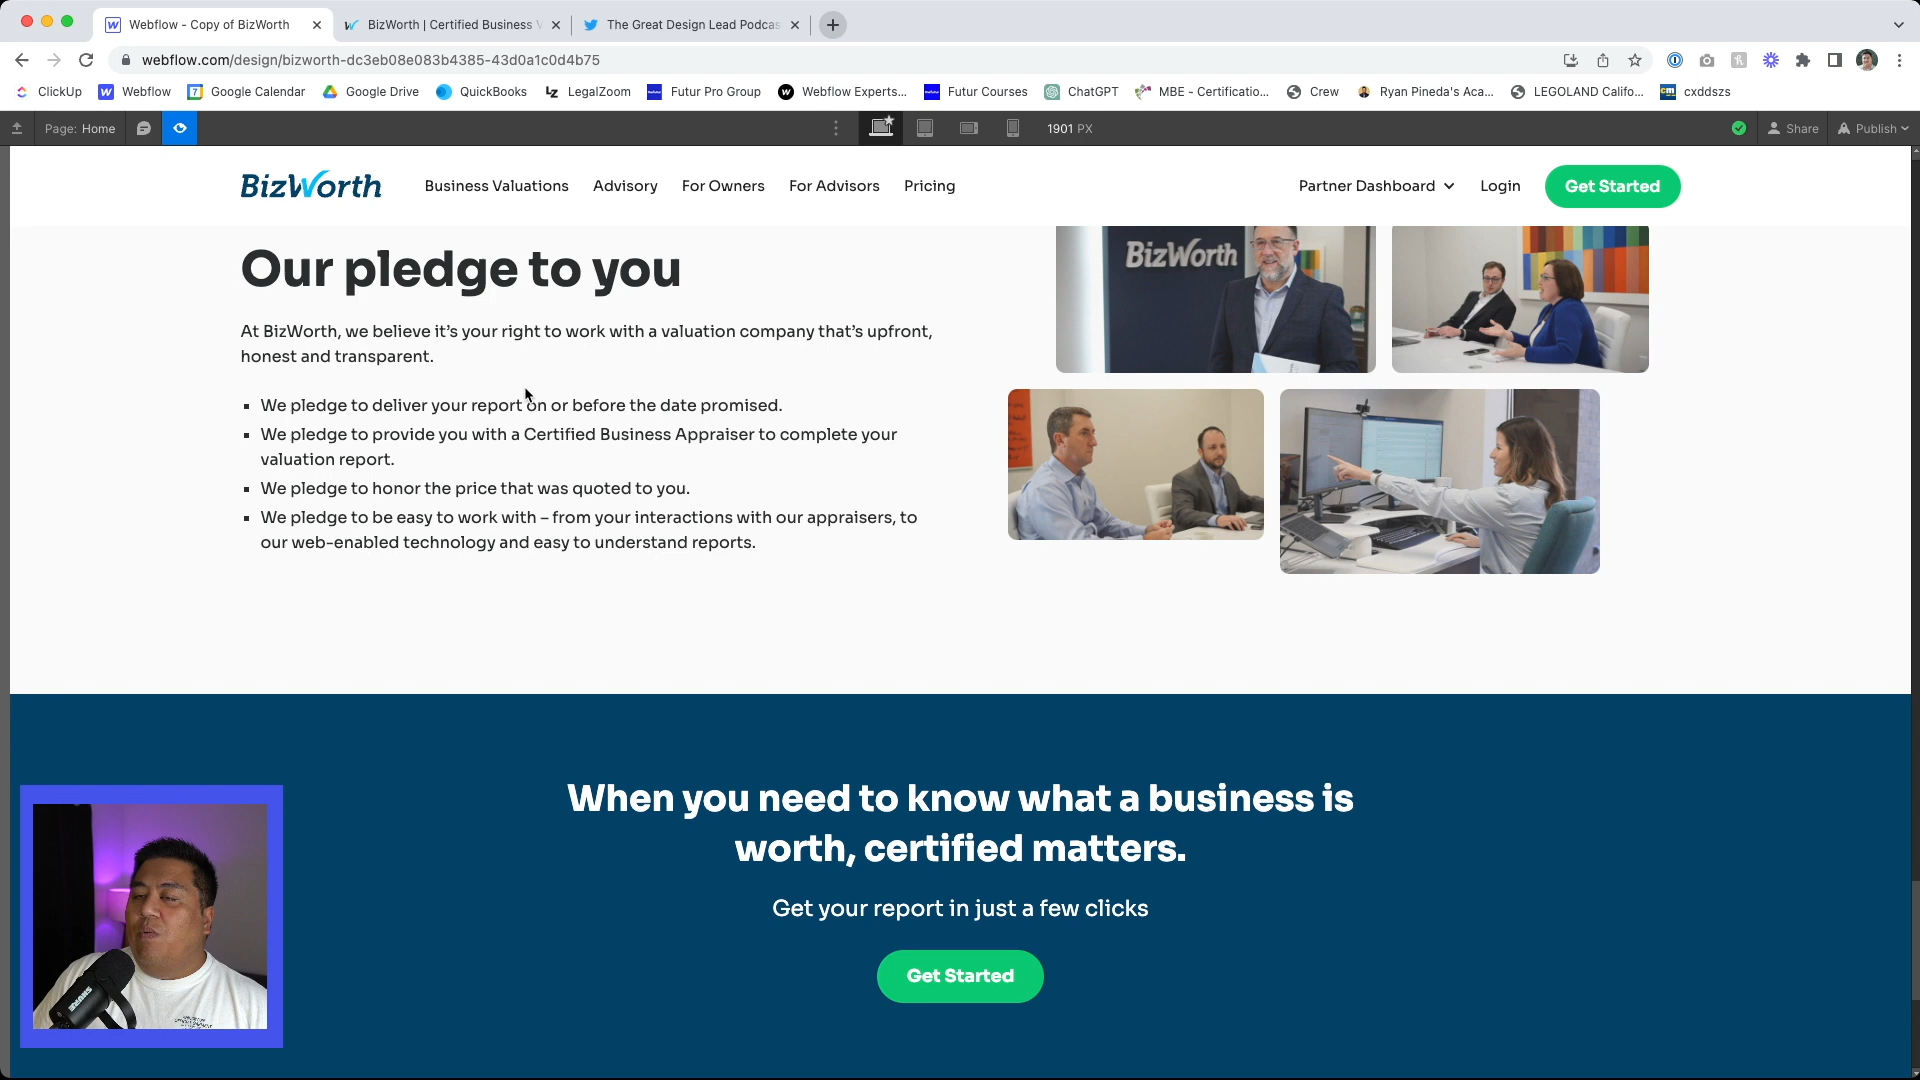 Webflow - Copy of BizWorth
BizWorth | Certified Business V
The Great Design Lead Podcas
webflow.com/design/bizworth-dc3eb08e083b4385-43d0a1c0d4b75
ClickUp
Webflow
Google Calendar
Google Drive
QuickBooks
LegalZoom
Futur Pro Group
Webflow Experts...
Futur Courses
ChatGPT
MBE - Certificatio...
Crew
Ryan Pineda's Aca...
LEGOLAND Califo...
cxddszs
Page: Home
1901 PX
Share
Publish
BizWorth
Business Valuations
Advisory
For Owners
For Advisors
Pricing
Partner Dashboard
Login
Get Started
Our pledge to you
At BizWorth, we believe it’s your right to work with a valuation company that’s upfront,
honest and transparent.
We pledge to deliver your report on or before the date promised.
We pledge to provide you with a Certified Business Appraiser to complete your
valuation report.
We pledge to honor the price that was quoted to you.
We pledge to be easy to work with – from your interactions with our appraisers, to
our web-enabled technology and easy to understand reports.
BizWorth
When you need to know what a business is
worth, certified matters.
Get your report in just a few clicks
Get Started
SHURE